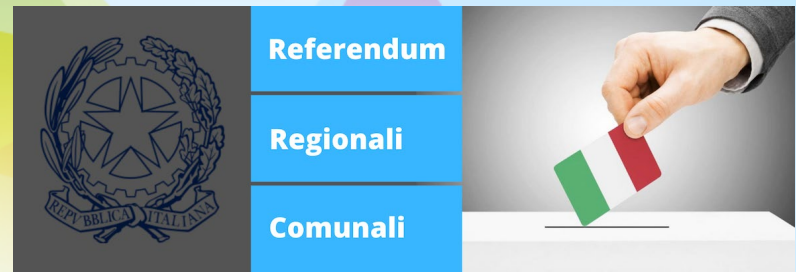 REPVBBLICA ITALIANA
Referendum
Regionali
Comunali